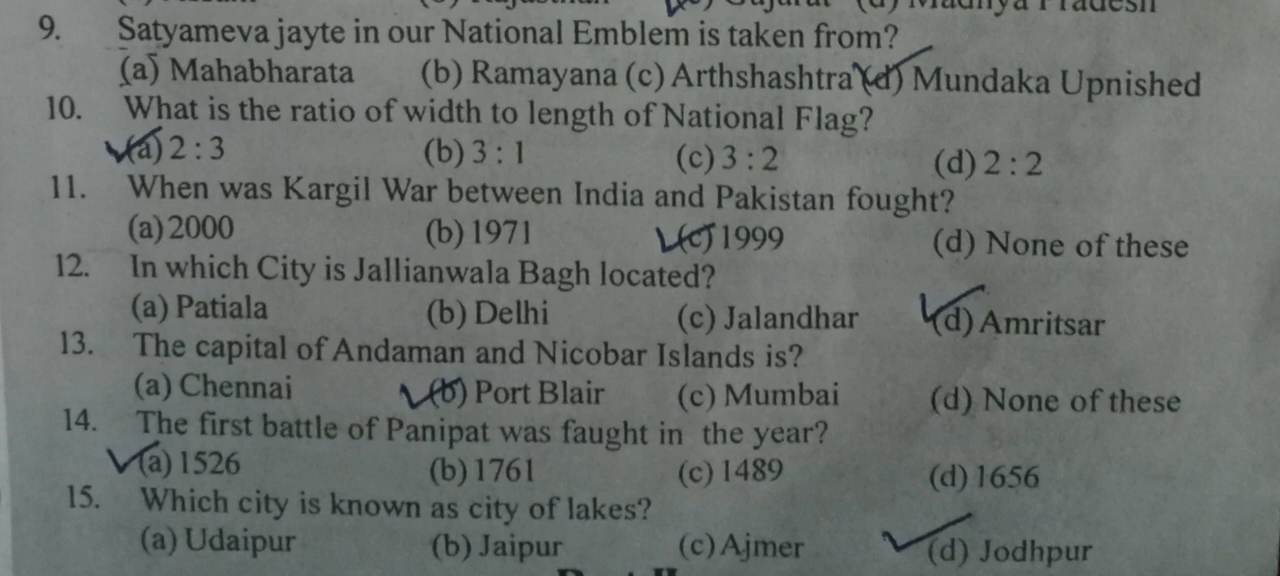 9. Satyameva jayte in our National Emblem is taken from?
(a) Mahabharata (b) Ramayana (c) Arthshashtra (d) Mundaka Upnished
10. What is the ratio of width to length of National Flag?
(a) 2 : 3 (b) 3 : 1 (c) 3 : 2 (d) 2 : 2
11. When was Kargil War between India and Pakistan fought?
(a) 2000 (b) 1971 (c) 1999 (d) None of these
12. In which City is Jallianwala Bagh located?
(a) Patiala (b) Delhi (c) Jalandhar (d) Amritsar
13. The capital of Andaman and Nicobar Islands is?
(a) Chennai (b) Port Blair (c) Mumbai (d) None of these
14. The first battle of Panipat was faught in the year?
(a) 1526 (b) 1761 (c) 1489 (d) 1656
15. Which city is known as city of lakes?
(a) Udaipur (b) Jaipur (c) Ajmer (d) Jodhpur